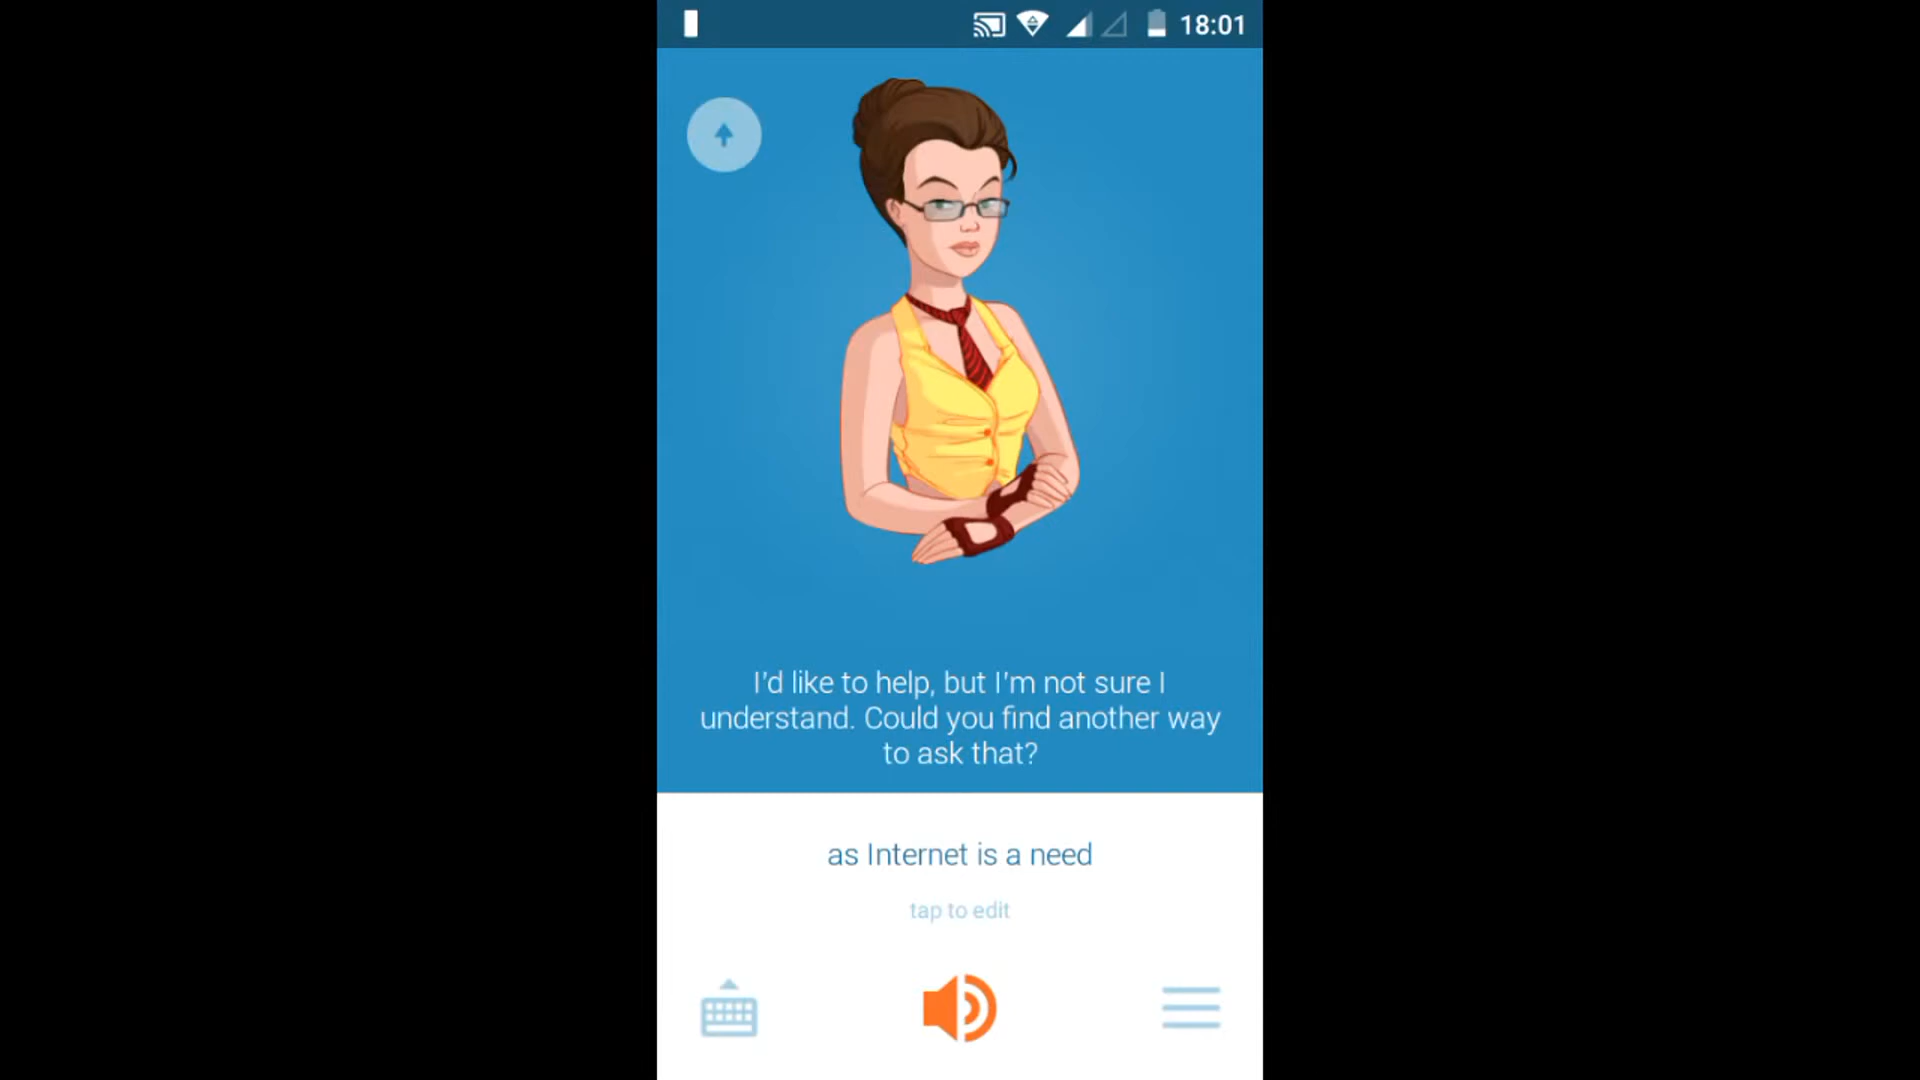 18:01
I'd like to help, but I'm not sure I
understand. Could you find another way
to ask that?
as Internet is a need
tap to edit